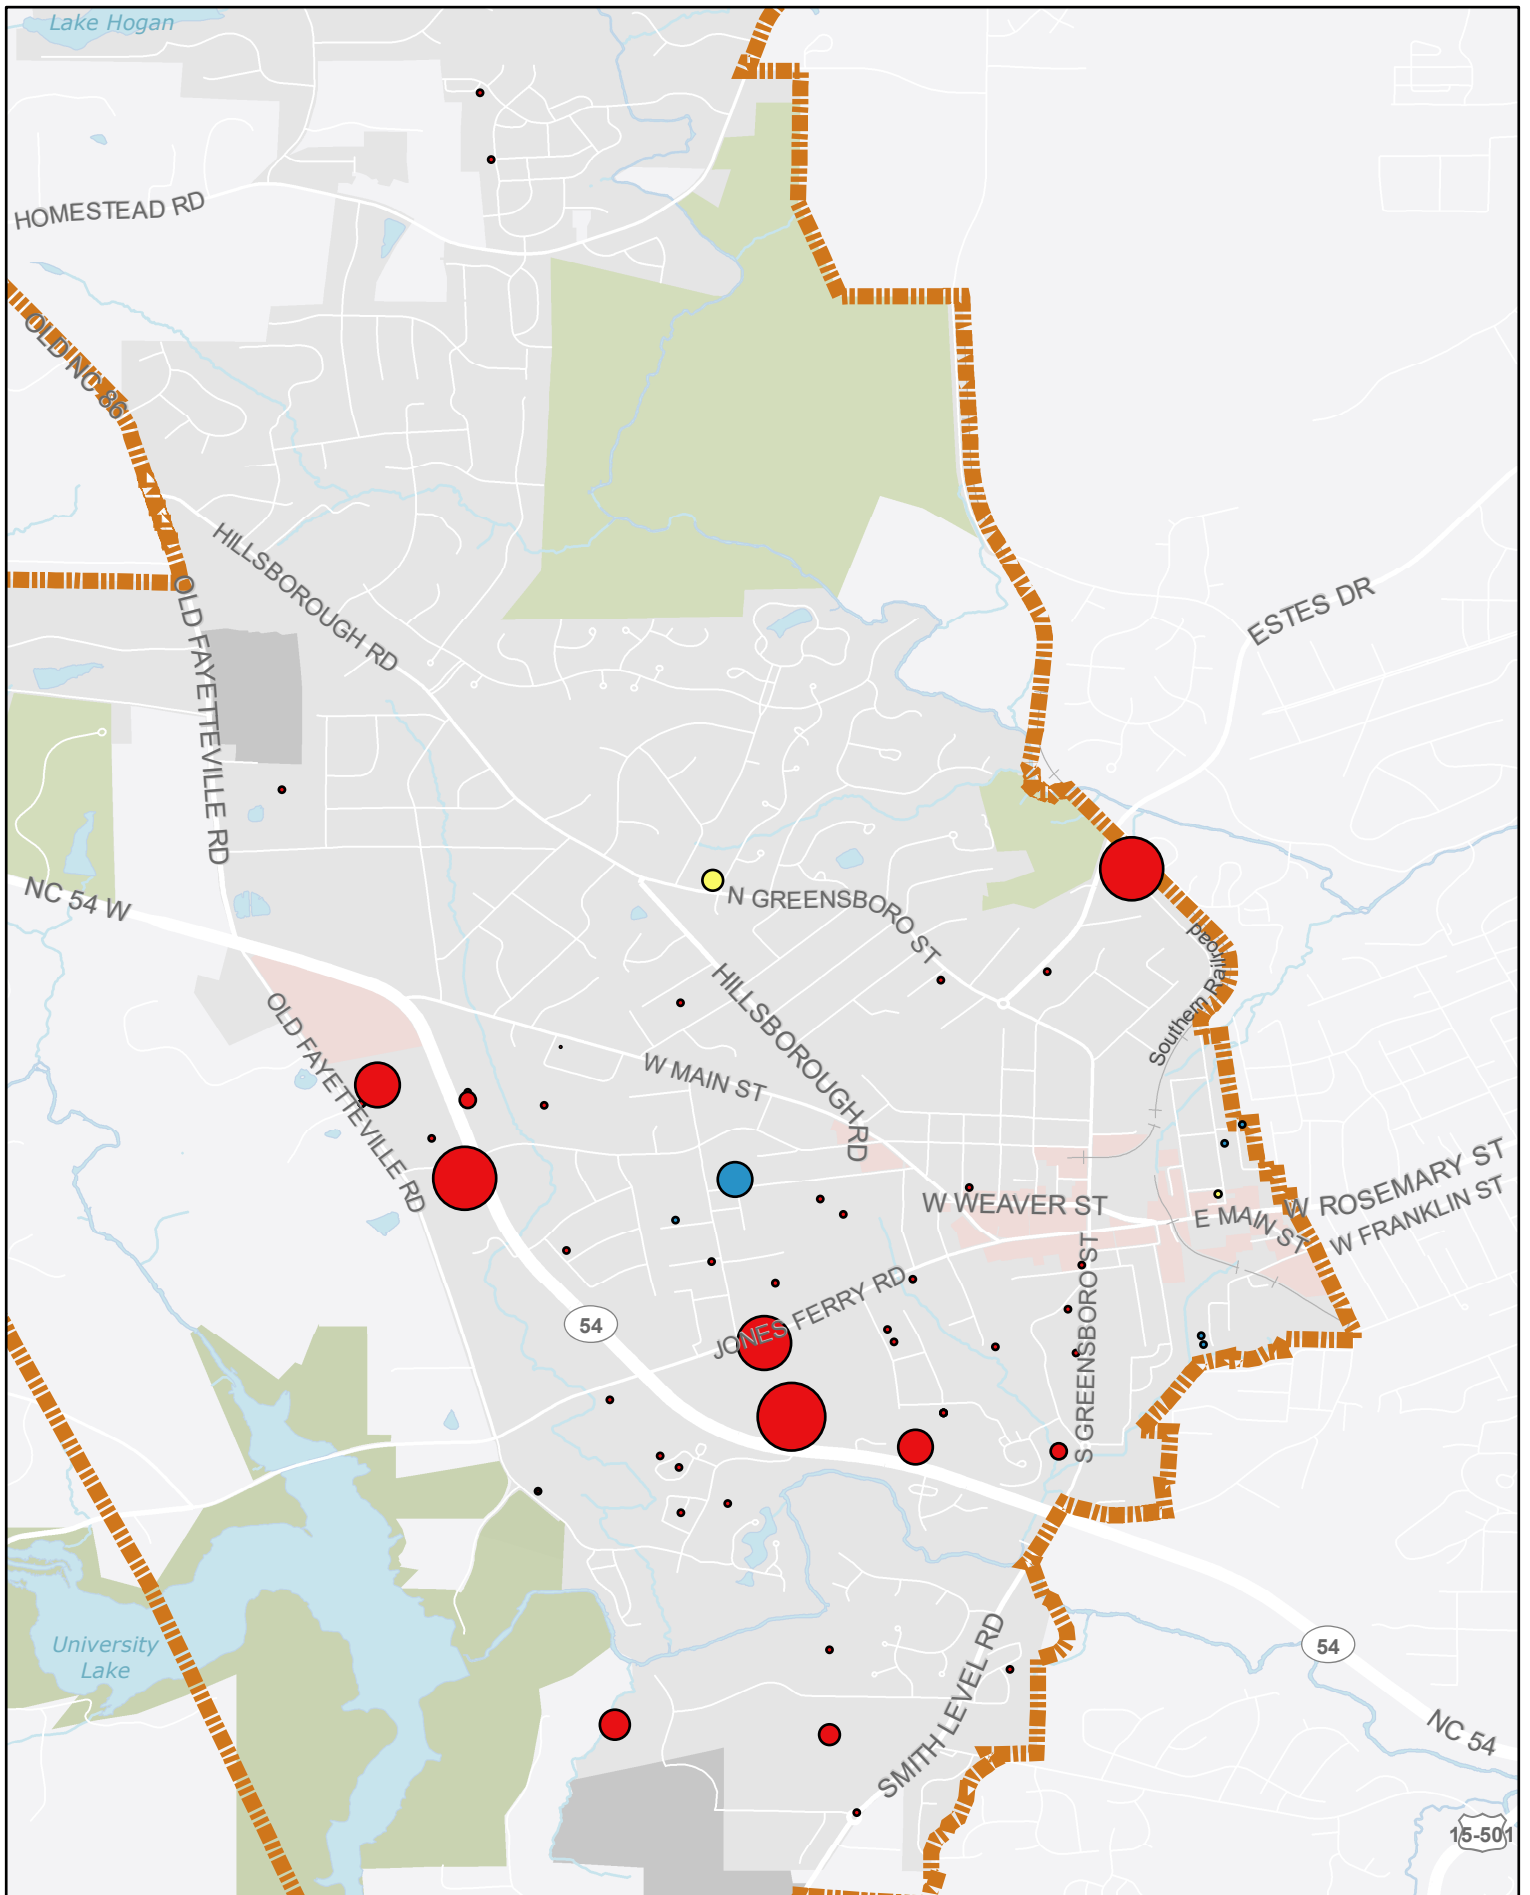 Lake Hogan
HOMESTEAD RD
OLD NC 86
HILLSBOROUGH RD
OLD FAYETTEVILLE RD
ESTES DR
NC 54 W
N GREENSBORO ST
Southern Railroad
HILLSBOROUGH RD
OLD FAYETTEVILLE RD
W MAIN ST
W WEAVER ST
E MAIN ST
W ROSEMARY ST
W FRANKLIN ST
54
JONES FERRY RD
S GREENSBORO ST
University
Lake
SMITH LEVEL RD
54
NC 54
15-501